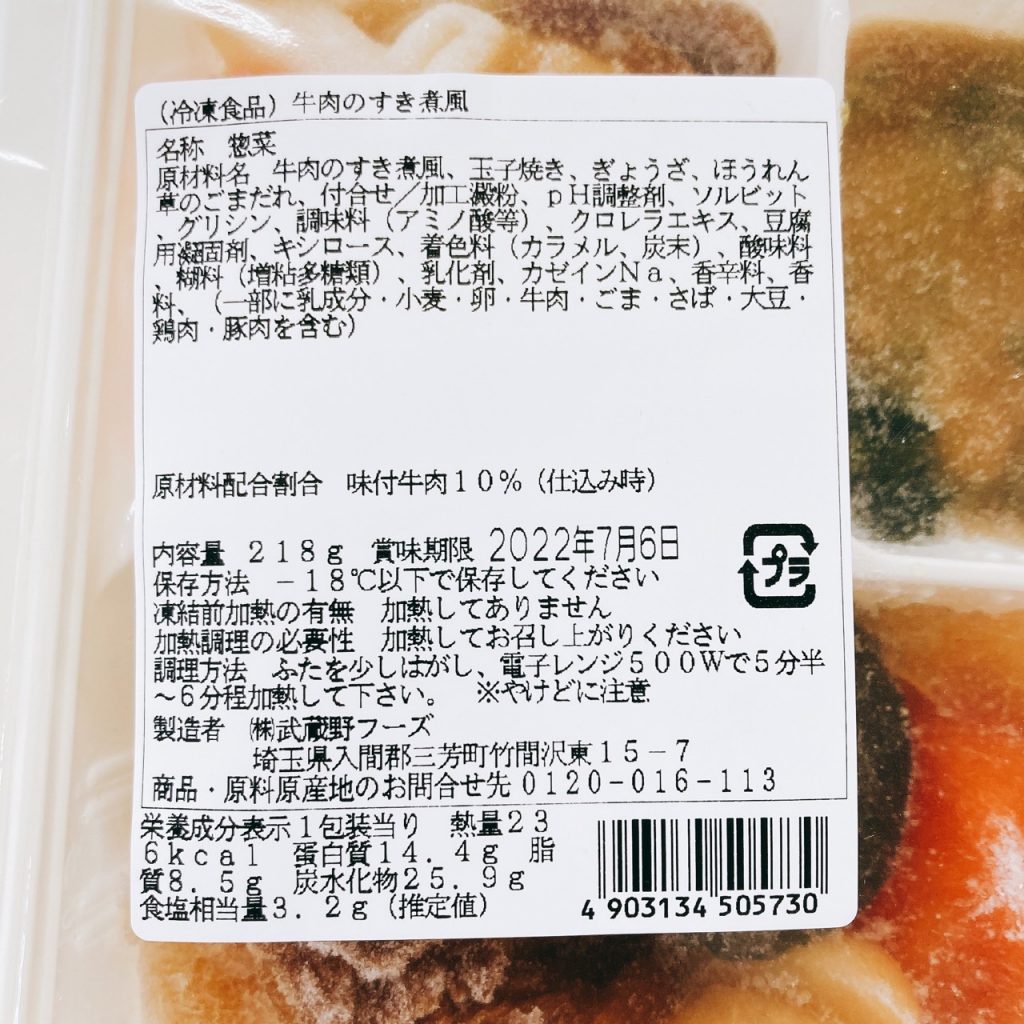 (冷凍食品)牛肉のすき煮風
名称　惣菜
原材料名　牛肉のすき煮風、玉子焼き、ぎょうざ、ほうれん
草のごまだれ、付合せ/加工澱粉、pH調整剤、ソルビット
、グリシン、調味料(アミノ酸等)、クロレラエキス、豆腐
用凝固剤、キシロース、着色料(カラメル、炭末)、酸味料
、糊料(増粘多糖類)、乳化剤、カゼインNa、香辛料、香
料、(一部に乳成分・小麦・卵・牛肉・ごま・さば・大豆・
鶏肉・豚肉を含む)
原材料配合割合　味付牛肉10%(仕込み時)
内容量　218g　賞味期限 2022年7月6日
保存方法　-18℃以下で保存してください
凍結前加熱の有無　加熱してありません
加熱調理の必要性　加熱してお召し上がりください
調理方法　ふたを少しはがし、電子レンジ500Wで5分半
～6分程加熱して下さい。　※やけどに注意
プラ
製造者　㈱武蔵野フーズ
埼玉県入間郡三芳町竹間沢東15-7
商品・原料原産地のお問合せ先 0120-016-113
栄養成分表示1包装当り　熱量23
6kcal　蛋白質14.4g　脂
質8.5g　炭水化物25.9g
食塩相当量3.2g(推定値)
4 903134 505730